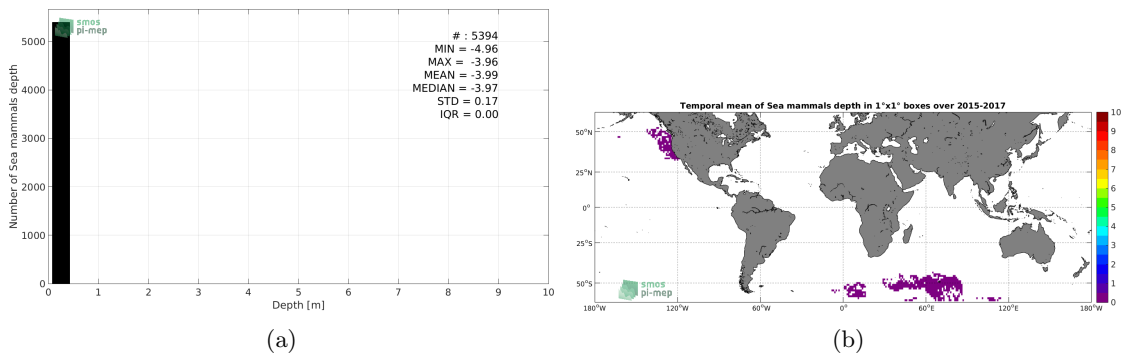 smos
pi-mep
# : 5394
MIN = -4.96
MAX =  -3.96
MEAN = -3.99
MEDIAN = -3.97
STD = 0.17
IQR = 0.00
Number of Sea mammals depth
5000
4000
3000
2000
1000
0
0 1 2 3 4 5 6 7 8 9 10
Depth [m]
(a)
Temporal mean of Sea mammals depth in 1°x1° boxes over 2015-2017
50°N
25°N
0°
25°S
50°S
smos
pi-mep
180°W 120°W 60°W 0° 60°E 120°E 180°W
10
9
8
7
6
5
4
3
2
1
0
(b)